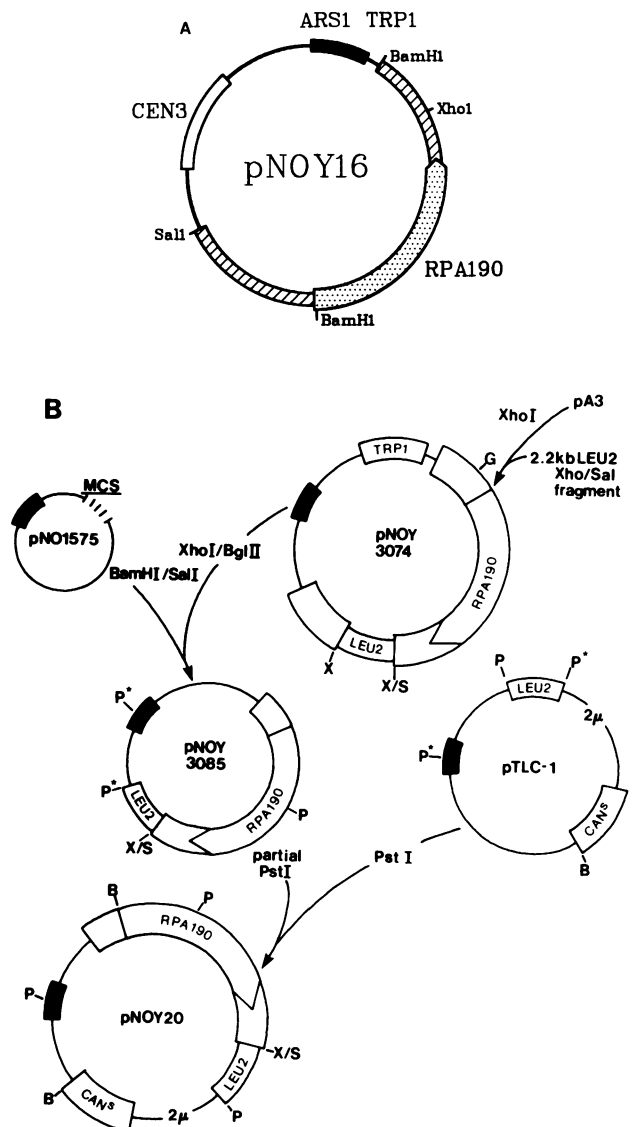 A
ARS1 TRP1
BamH1
CEN3
Xho1
pNOY16
Sal1
RPA190
BamH1
B
XhoI
pA3
G
2.2kb LEU2
Xho/Sal
fragment
TRP1
MCS
pNO1575
XhoI/BglII
BamHI/SalI
pNOY
3074
RPA190
LEU2
X
X/S
P
P*
LEU2
2μ
P*
pTLC-1
CANˢ
B
P*
pNOY
3085
P*
LEU2
RPA190
P
X/S
partial
PstI
Pst I
B
P
RPA190
P
pNOY20
X/S
LEU2
B
CANˢ
2μ
P